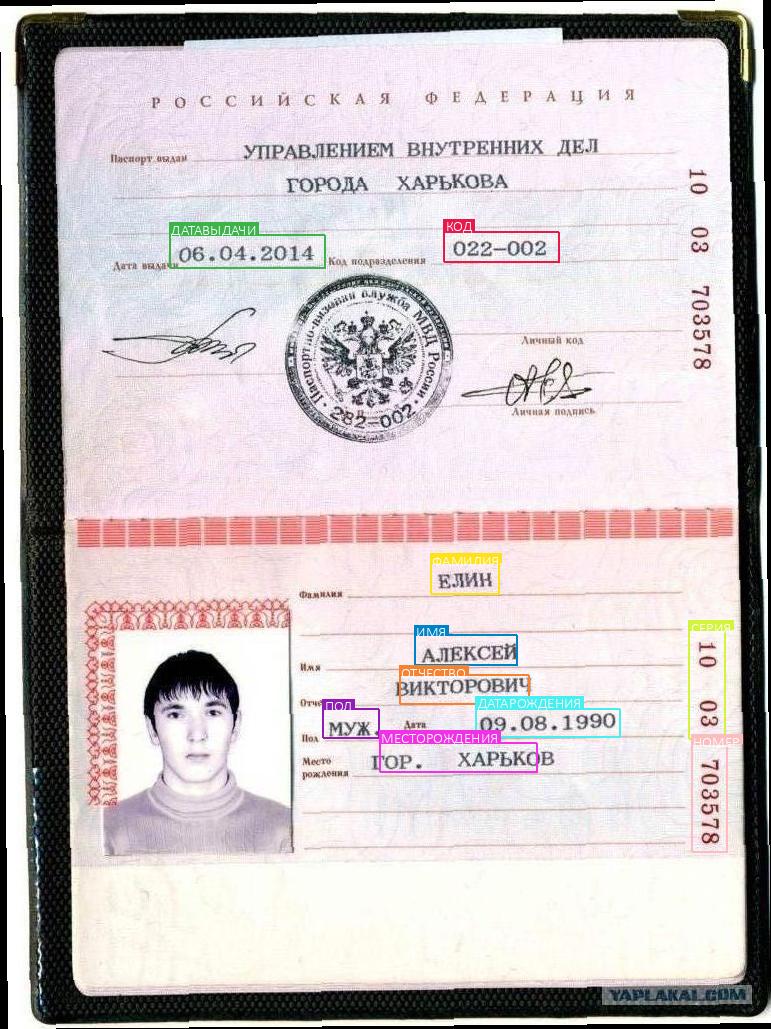 РОССИЙСКАЯ ФЕДЕРАЦИЯ
Паспорт выдан УПРАВЛЕНИЕМ ВНУТРЕННИХ ДЕЛ
ГОРОДА ХАРЬКОВА
10 03 703578
ДАТАВЫДАЧИ КОД
Дата выдачи 06.04.2014 Код подразделения 022-002
Паспортно-визовая служба МВД России
282-002
Личный код
Личная подпись
ФАМИЛИЯ
Фамилия ЕЛИН
ИМЯ
Имя АЛЕКСЕЙ
ОТЧЕСТВО
Отче ВИКТОРОВИЧ
ПОЛ ДАТАРОЖДЕНИЯ
Пол МУЖ. Дата 09.08.1990
МЕСТОРОЖДЕНИЯ
Место рождения ГОР. ХАРЬКОВ
СЕРИЯ
10 03
НОМЕР
703578
YAPLAKAL.COM